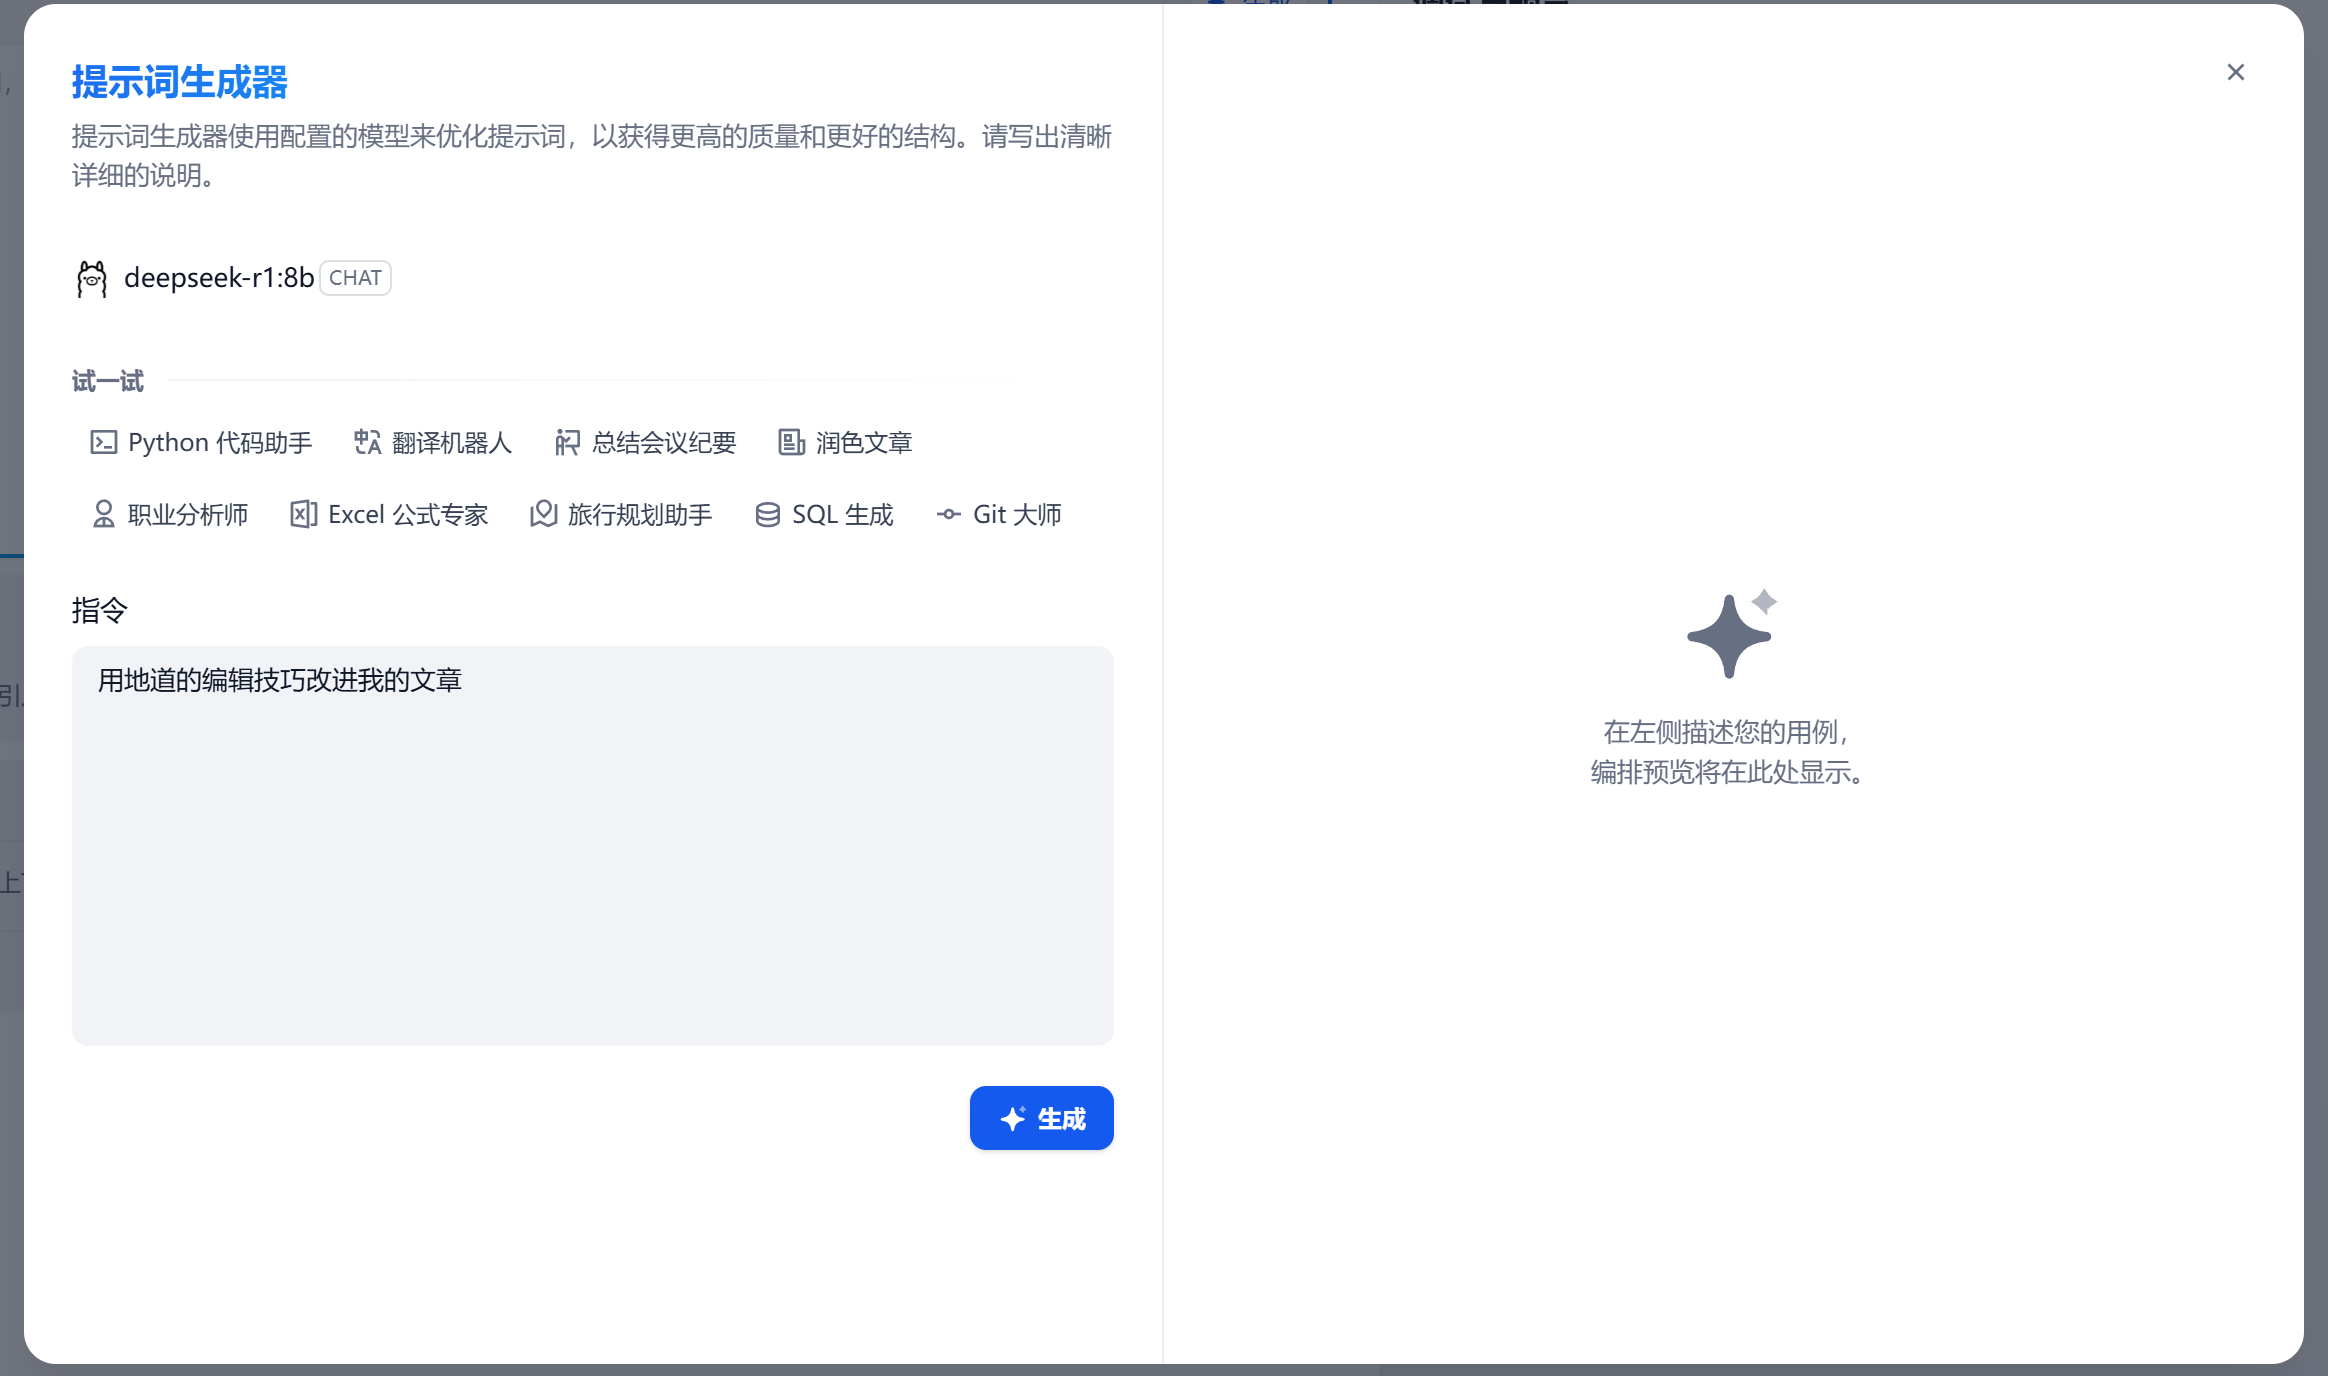 提示词生成器
提示词生成器使用配置的模型来优化提示词，以获得更高的质量和更好的结构。请写出清晰
详细的说明。
deepseek-r1:8b CHAT
试一试
Python 代码助手 翻译机器人 总结会议纪要 润色文章
职业分析师 Excel 公式专家 旅行规划助手 SQL 生成 Git 大师
指令
用地道的编辑技巧改进我的文章
生成
在左侧描述您的用例，
编排预览将在此处显示。